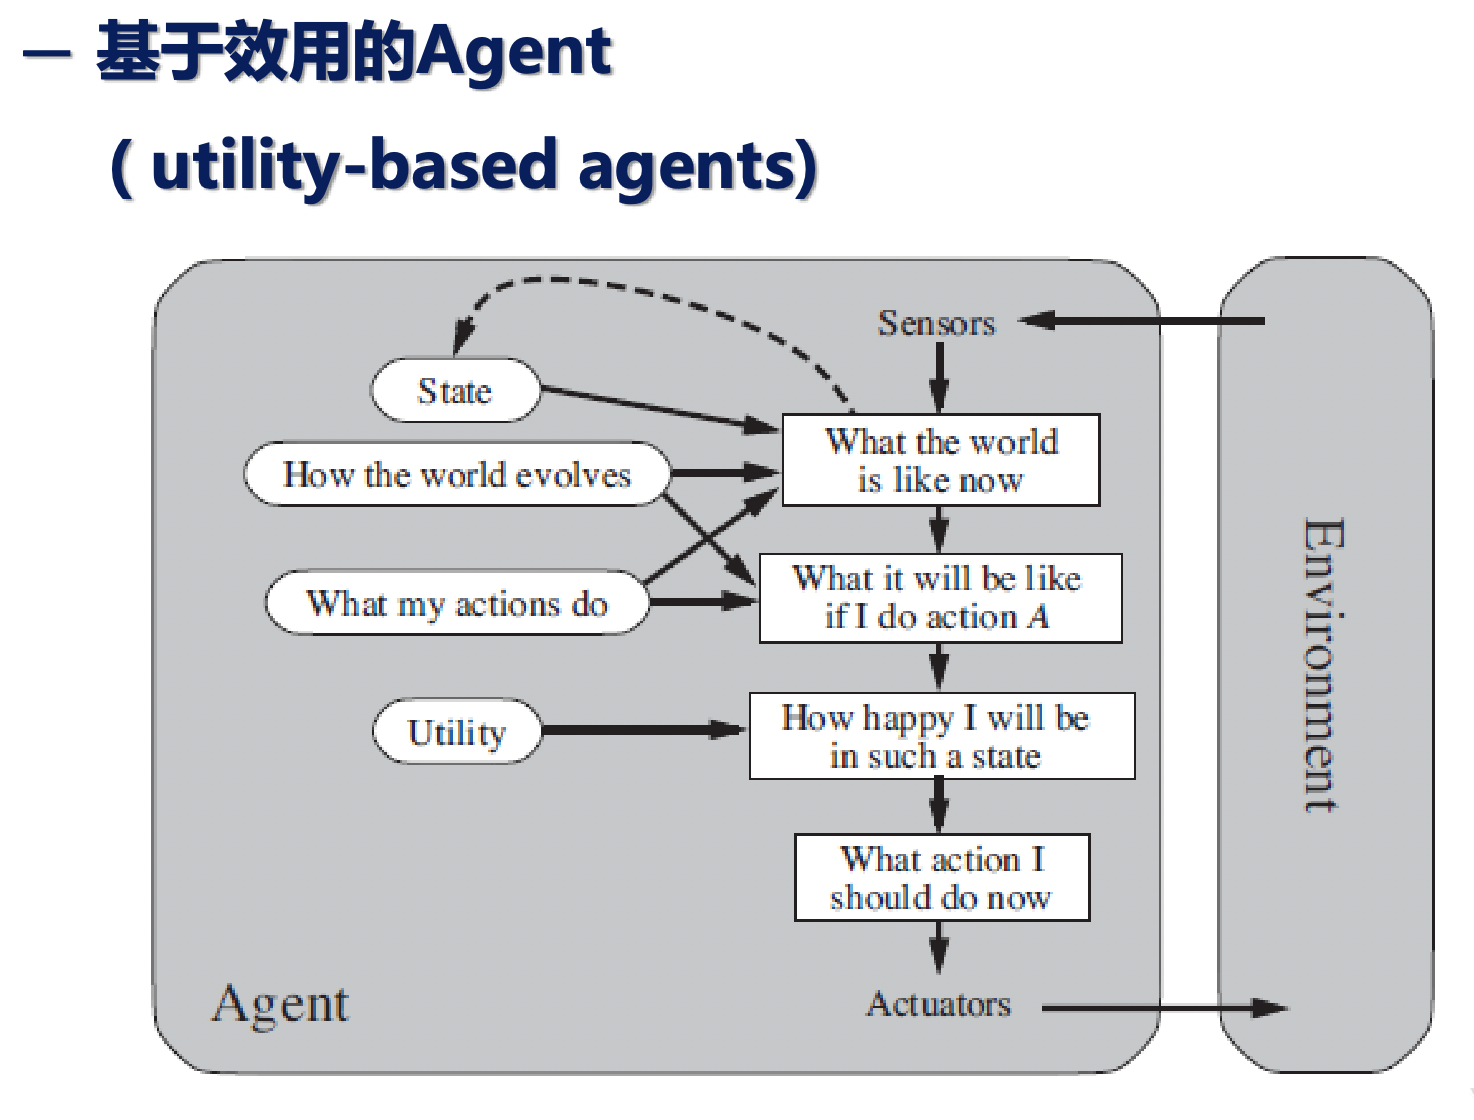 — 基于效用的Agent
( utility-based agents)
Sensors
State
What the world
is like now
How the world evolves
What it will be like
if I do action A
What my actions do
How happy I will be
in such a state
Utility
What action I
should do now
Agent
Actuators
Environment